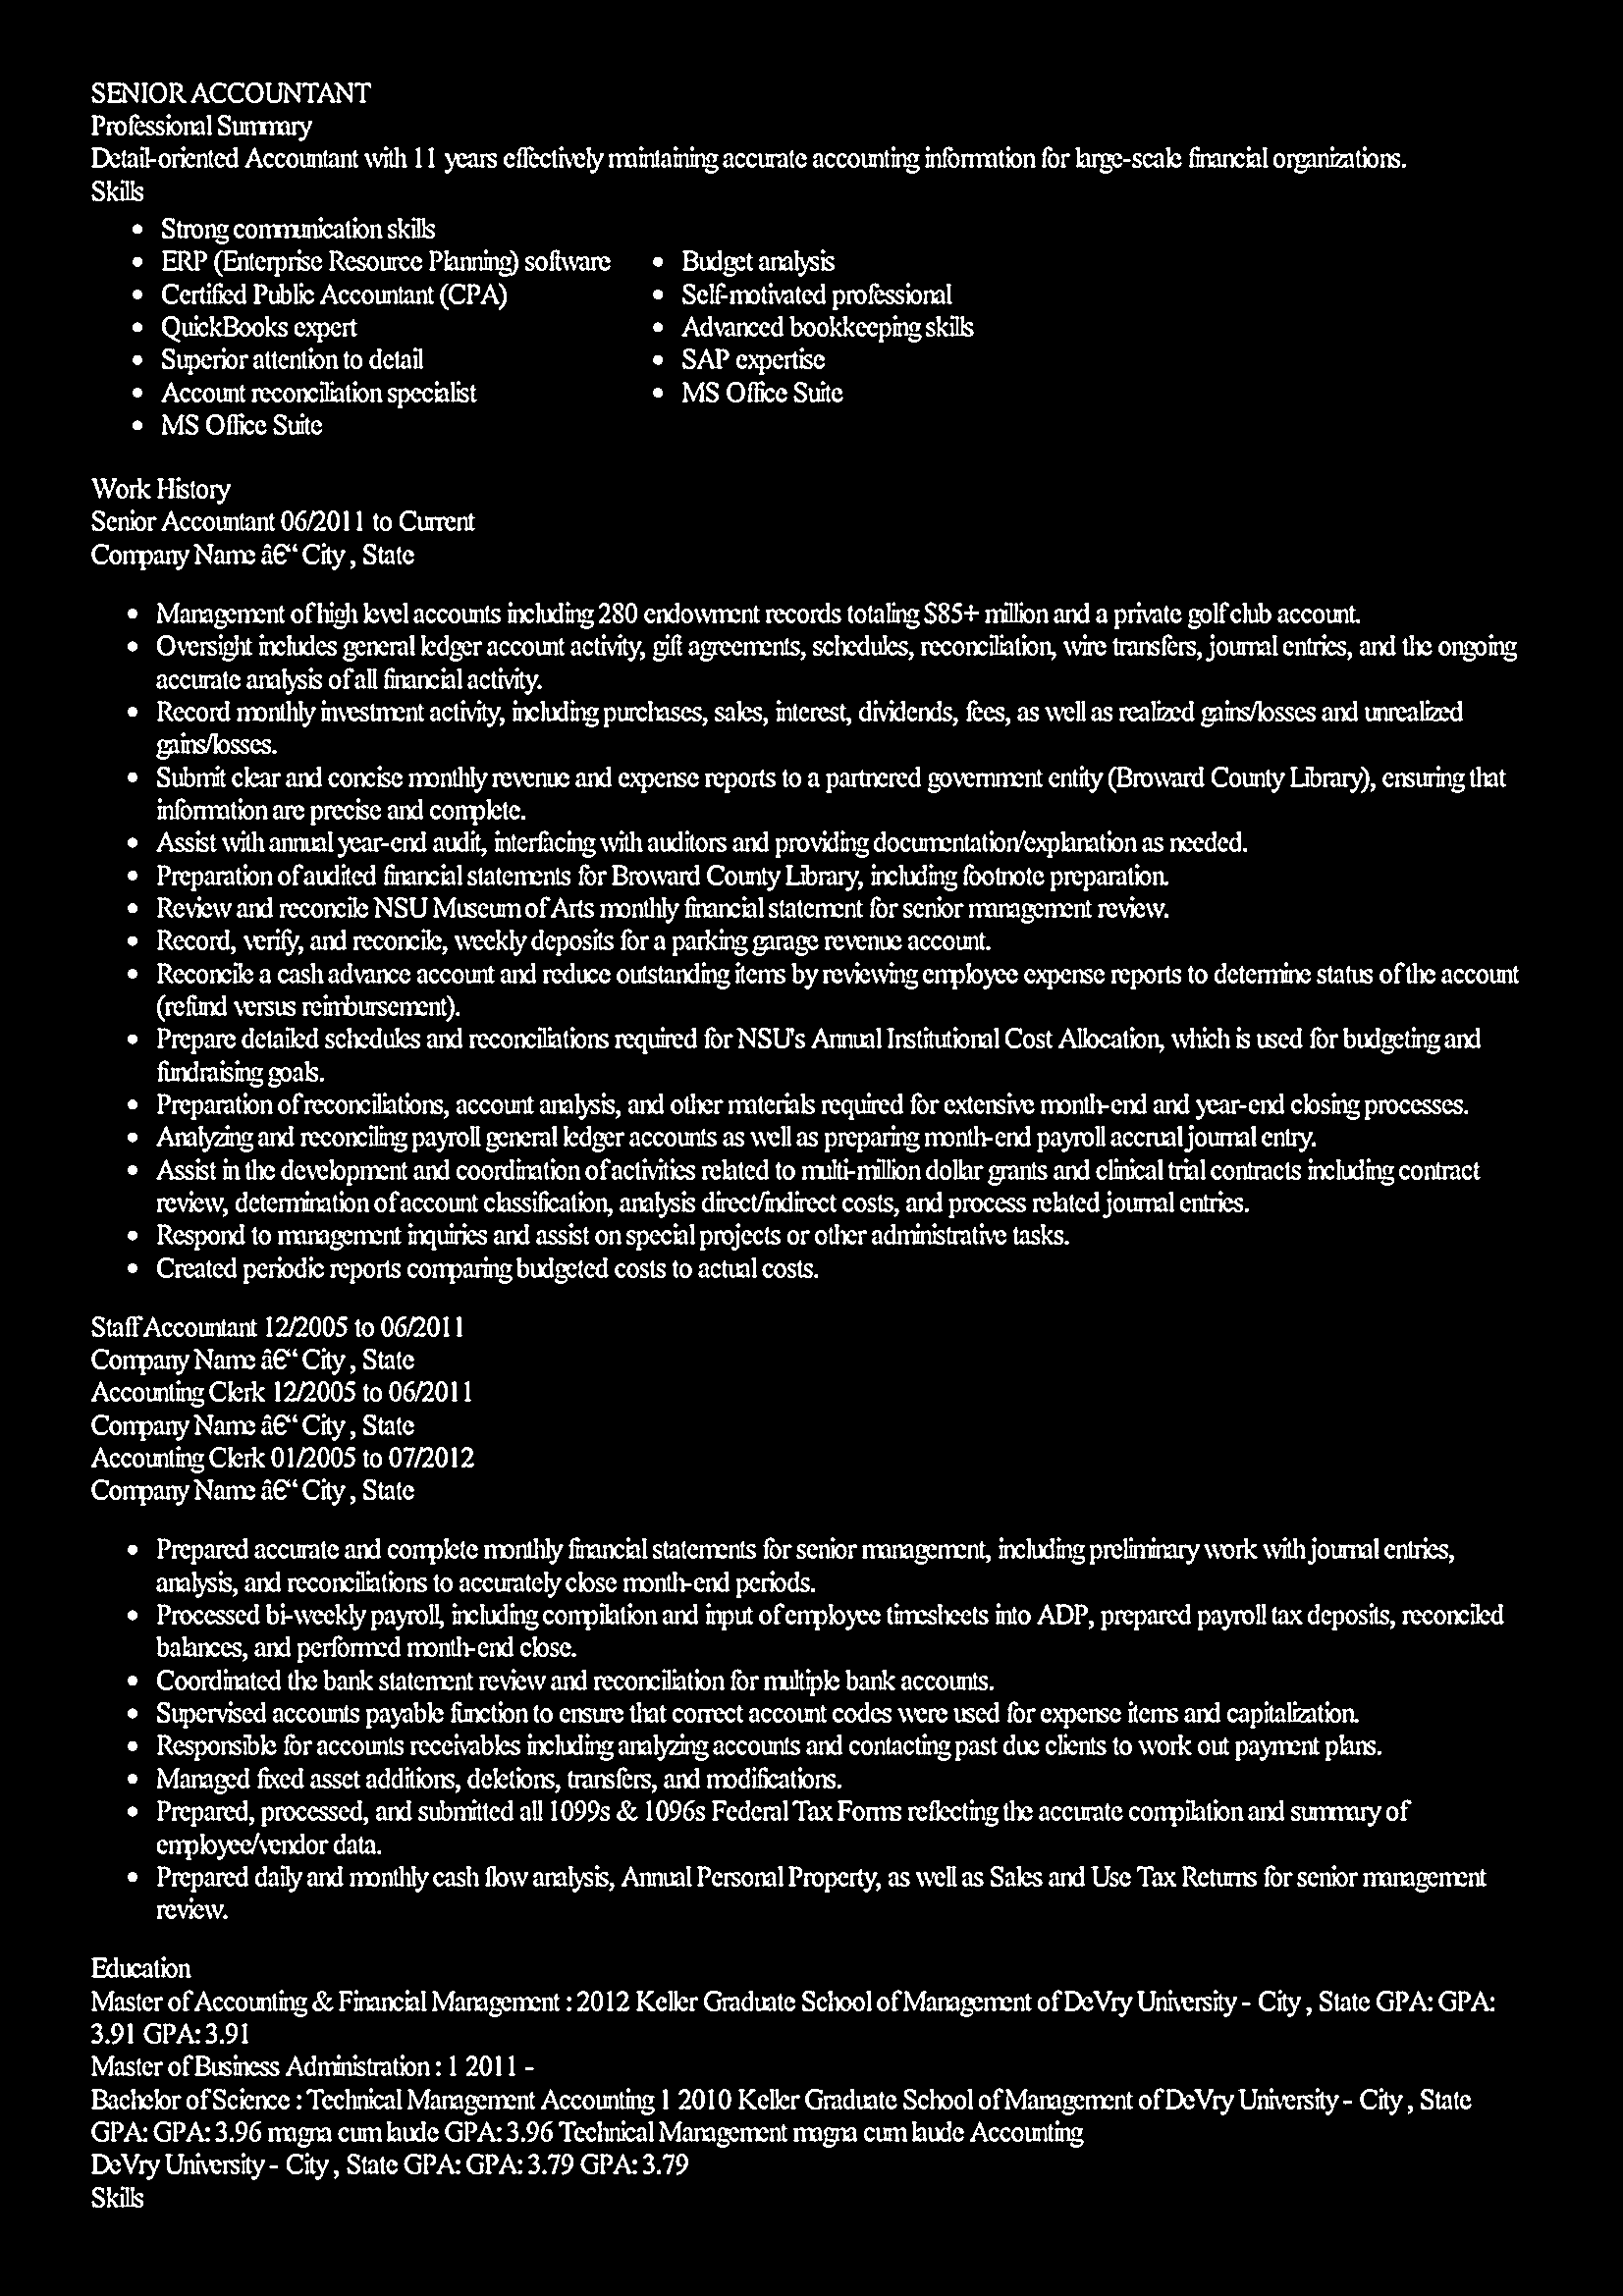 SENIOR ACCOUNTANT
Professional Summary
Detail-oriented Accountant with 11 years effectively maintaining accurate accounting information for large-scale financial organizations.
Skills
• Strong communication skills
• ERP (Enterprise Resource Planning) software
• Certified Public Accountant (CPA)
• QuickBooks expert
• Superior attention to detail
• Account reconciliation specialist
• MS Office Suite
• Budget analysis
• Self-motivated professional
• Advanced bookkeeping skills
• SAP expertise
• MS Office Suite
Work History
Senior Accountant 06/2011 to Current
Company Name â€“ City , State
• Management of high level accounts including 280 endowment records totaling $85+ million and a private golf club account.
• Oversight includes general ledger account activity, gift agreements, schedules, reconciliation, wire transfers, journal entries, and the ongoing
accurate analysis of all financial activity.
• Record monthly investment activity, including purchases, sales, interest, dividends, fees, as well as realized gains/losses and unrealized
gains/losses.
• Submit clear and concise monthly revenue and expense reports to a partnered government entity (Broward County Library), ensuring that
information are precise and complete.
• Assist with annual year-end audit, interfacing with auditors and providing documentation/explanation as needed.
• Preparation of audited financial statements for Broward County Library, including footnote preparation.
• Review and reconcile NSU Museum of Arts monthly financial statement for senior management review.
• Record, verify, and reconcile, weekly deposits for a parking garage revenue account.
• Reconcile a cash advance account and reduce outstanding items by reviewing employee expense reports to determine status of the account
(refund versus reimbursement).
• Prepare detailed schedules and reconciliations required for NSU's Annual Institutional Cost Allocation, which is used for budgeting and
fundraising goals.
• Preparation of reconciliations, account analysis, and other materials required for extensive month-end and year-end closing processes.
• Analyzing and reconciling payroll general ledger accounts as well as preparing month-end payroll accrual journal entry.
• Assist in the development and coordination of activities related to multi-million dollar grants and clinical trial contracts including contract
review, determination of account classification, analysis direct/indirect costs, and process related journal entries.
• Respond to management inquiries and assist on special projects or other administrative tasks.
• Created periodic reports comparing budgeted costs to actual costs.
Staff Accountant 12/2005 to 06/2011
Company Name â€“ City , State
Accounting Clerk 12/2005 to 06/2011
Company Name â€“ City , State
Accounting Clerk 01/2005 to 07/2012
Company Name â€“ City , State
• Prepared accurate and complete monthly financial statements for senior management, including preliminary work with journal entries,
analysis, and reconciliations to accurately close month-end periods.
• Processed bi-weekly payroll, including compilation and input of employee timesheets into ADP, prepared payroll tax deposits, reconciled
balances, and performed month-end close.
• Coordinated the bank statement review and reconciliation for multiple bank accounts.
• Supervised accounts payable function to ensure that correct account codes were used for expense items and capitalization.
• Responsible for accounts receivables including analyzing accounts and contacting past due clients to work out payment plans.
• Managed fixed asset additions, deletions, transfers, and modifications.
• Prepared, processed, and submitted all 1099s & 1096s Federal Tax Forms reflecting the accurate compilation and summary of
employee/vendor data.
• Prepared daily and monthly cash flow analysis, Annual Personal Property, as well as Sales and Use Tax Returns for senior management
review.
Education
Master of Accounting & Financial Management : 2012 Keller Graduate School of Management of DeVry University - City , State GPA: GPA:
3.91 GPA: 3.91
Master of Business Administration : 1 2011 -
Bachelor of Science : Technical Management Accounting 1 2010 Keller Graduate School of Management of DeVry University - City , State
GPA: GPA: 3.96 magna cum laude GPA: 3.96 Technical Management magna cum laude Accounting
DeVry University - City , State GPA: GPA: 3.79 GPA: 3.79
Skills